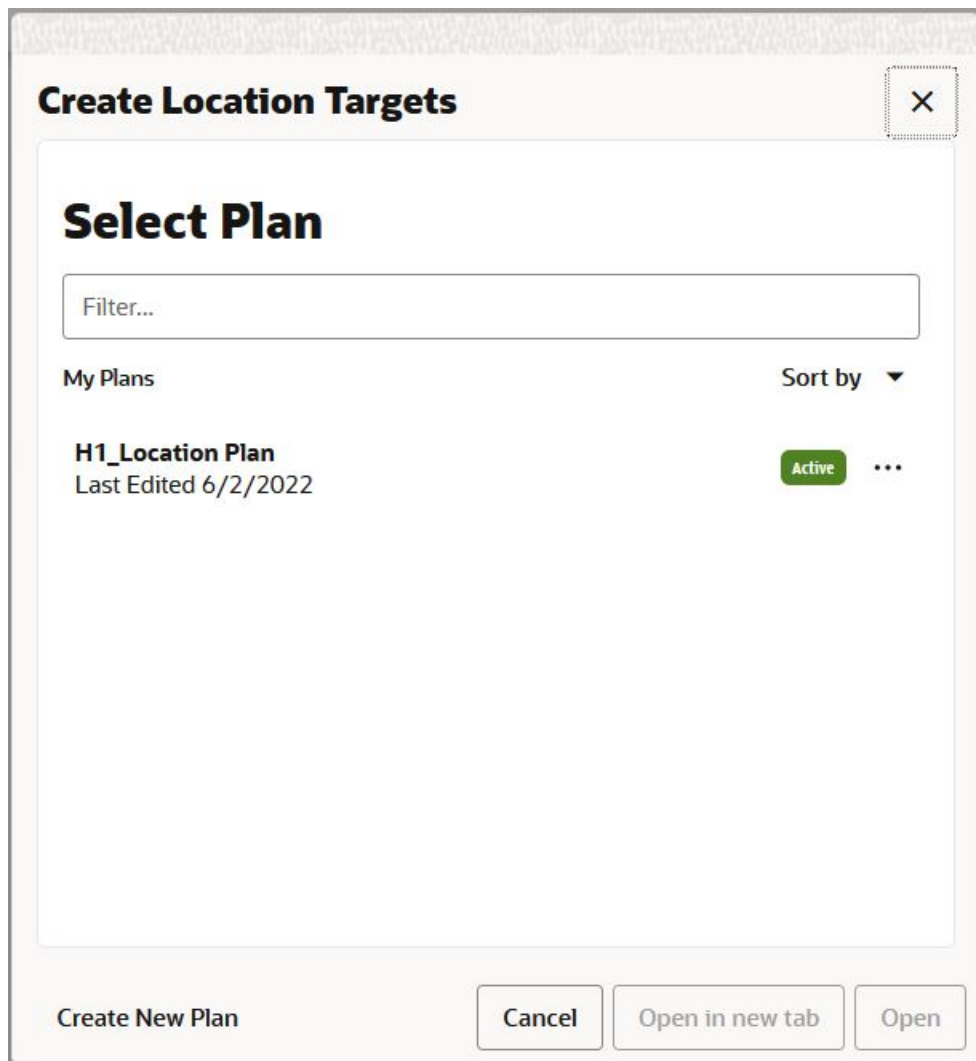 Create Location Targets
Select Plan
Filter...
My Plans
Sort by
H1_Location Plan
Last Edited 6/2/2022
Active
Create New Plan
Cancel
Open in new tab
Open